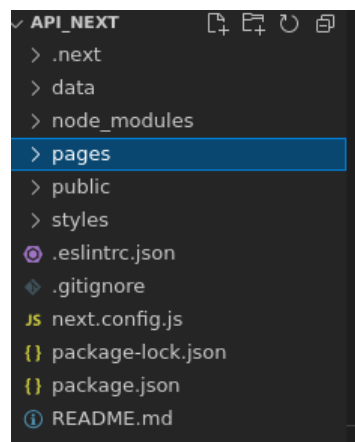 API_NEXT
.next
data
node_modules
pages
public
styles
.eslintrc.json
.gitignore
JS next.config.js
{} package-lock.json
{} package.json
README.md